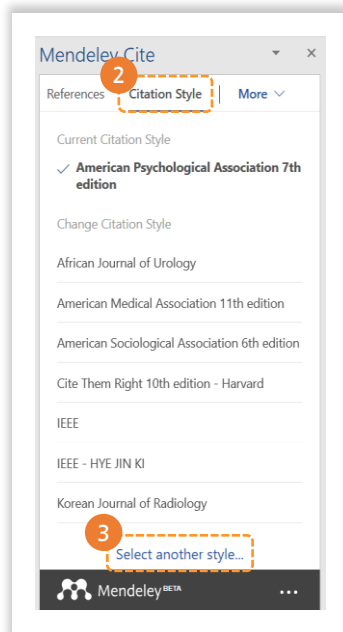 Mendeley Cite
2
References Citation Style More
Current Citation Style
American Psychological Association 7th
edition
Change Citation Style
African Journal of Urology
American Medical Association 11th edition
American Sociological Association 6th edition
Cite Them Right 10th edition - Harvard
IEEE
IEEE - HYE JIN KI
Korean Journal of Radiology
3
Select another style...
Mendeley BETA